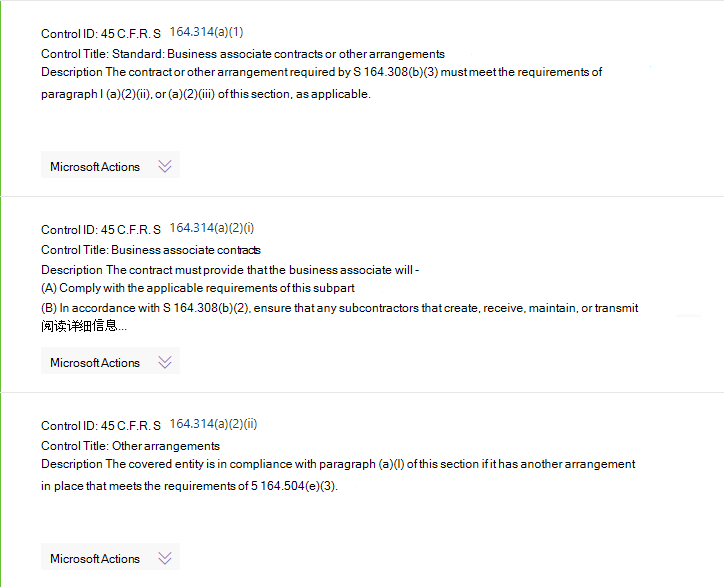 Control ID: 45 C.F.R. S 164.314(a)(1)
Control Title: Standard: Business associate contracts or other arrangements
Description The contract or other arrangement required by S 164.308(b)(3) must meet the requirements of
paragraph I (a)(2)(ii), or (a)(2)(iii) of this section, as applicable.
Microsoft Actions
Control ID: 45 C.F.R. S 164.314(a)(2)(i)
Control Title: Business associate contracts
Description The contract must provide that the business associate will -
(A) Comply with the applicable requirements of this subpart
(B) In accordance with S 164.308(b)(2), ensure that any subcontractors that create, receive, maintain, or transmit
阅读详细信息...
Microsoft Actions
Control ID: 45 C.F.R. S 164.314(a)(2)(ii)
Control Title: Other arrangements
Description The covered entity is in compliance with paragraph (a)(I) of this section if it has another arrangement
in place that meets the requirements of 5 164.504(e)(3).
Microsoft Actions